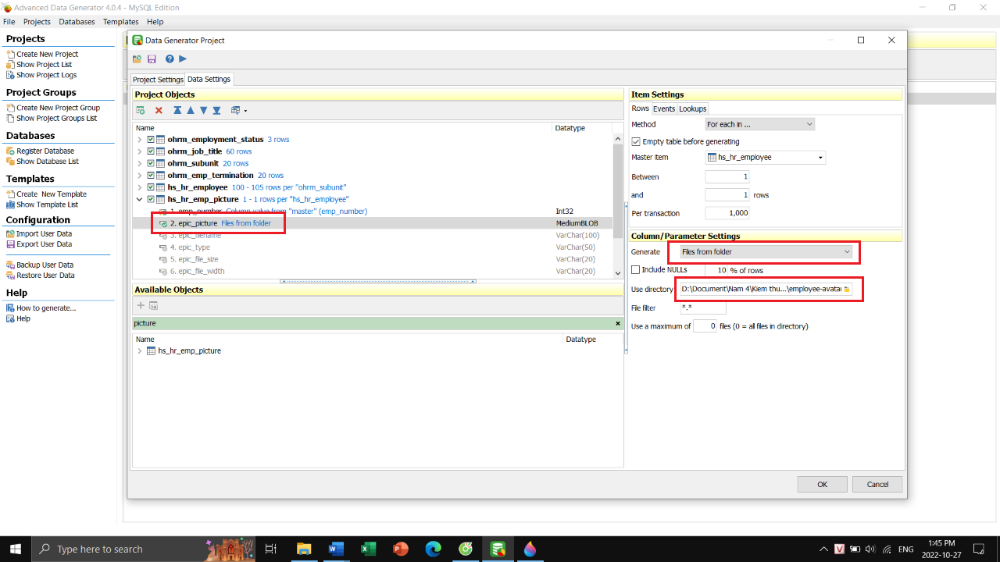 Advanced Data Generator 4.0.4 - MySQL Edition
File Projects Databases Templates Help
Projects
Create New Project
Show Project List
Show Project Logs
Project Groups
Create New Project Group
Show Project Groups List
Databases
Register Database
Show Database List
Templates
Create New Template
Show Template List
Configuration
Import User Data
Export User Data
Backup User Data
Restore User Data
Help
How to generate...
Help
Data Generator Project
Project Settings Data Settings
Project Objects
Name Datatype
ohrm_employment_status 3 rows
ohrm_job_title 60 rows
ohrm_subunit 20 rows
ohrm_emp_termination 20 rows
hs_hr_employee 100 - 105 rows per "ohrm_subunit"
hs_hr_emp_picture 1 - 1 rows per "hs_hr_employee"
1. emp_number Column value from "master" (emp_number) Int32
2. epic_picture Files from folder MediumBLOB
3. epic_filename VarChar(100)
4. epic_type VarChar(50)
5. epic_file_size VarChar(20)
6. epic_file_width VarChar(20)
Available Objects
picture
Name Datatype
hs_hr_emp_picture
Item Settings
Rows Events Lookups
Method For each in ...
Empty table before generating
Master item hs_hr_employee
Between 1
and 1 rows
Per transaction 1,000
Column/Parameter Settings
Generate Files from folder
Include NULLs 10 % of rows
Use directory D:\Document\Nam 4\Kiem thu...\employee-avatar
File filter *.*
Use a maximum of 0 files (0 = all files in directory)
OK Cancel
Type here to search
ENG
1:45 PM
2022-10-27